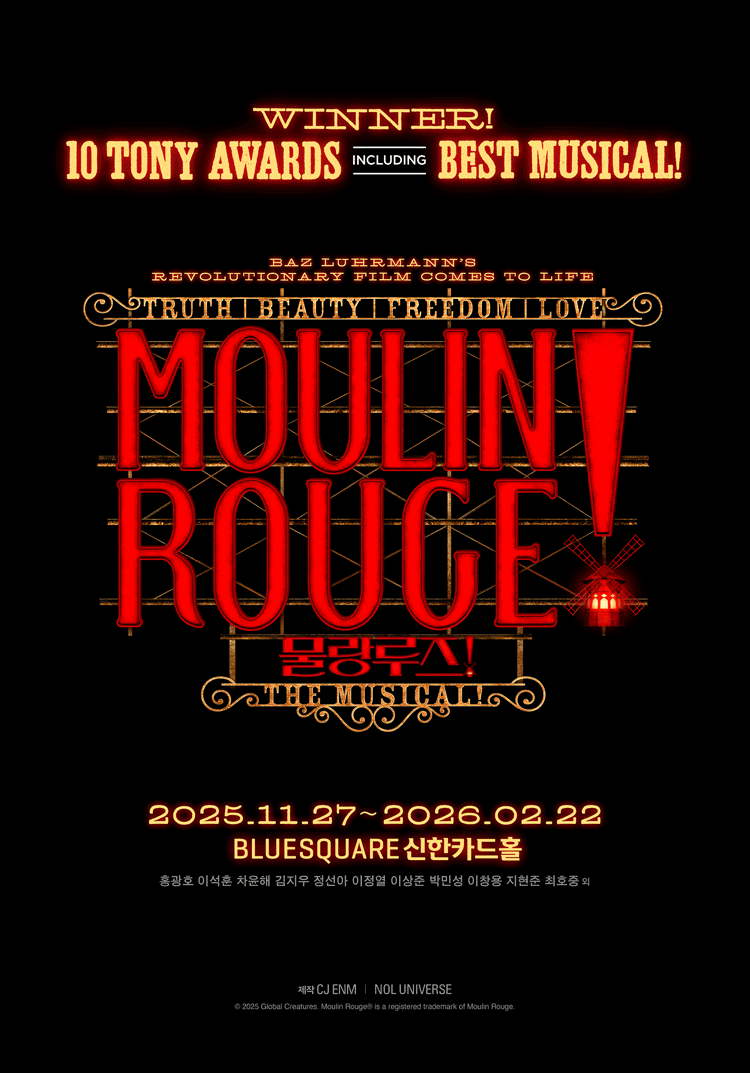 WINNER!
10 TONY AWARDS INCLUDING BEST MUSICAL!
BAZ LUHRMANN'S
REVOLUTIONARY FILM COMES TO LIFE
TRUTH | BEAUTY | FREEDOM | LOVE
MOULIN
ROUGE!
물랑루즈!
THE MUSICAL!
2025.11.27~2026.02.22
BLUESQUARE 신한카드홀
홍광호 이석훈 차윤해 김지우 정선아 이정열 이상준 박민성 이창용 지현준 최호중 외
제작 CJ ENM | NOL UNIVERSE
© 2025 Global Creatures. Moulin Rouge® is a registered trademark of Moulin Rouge.